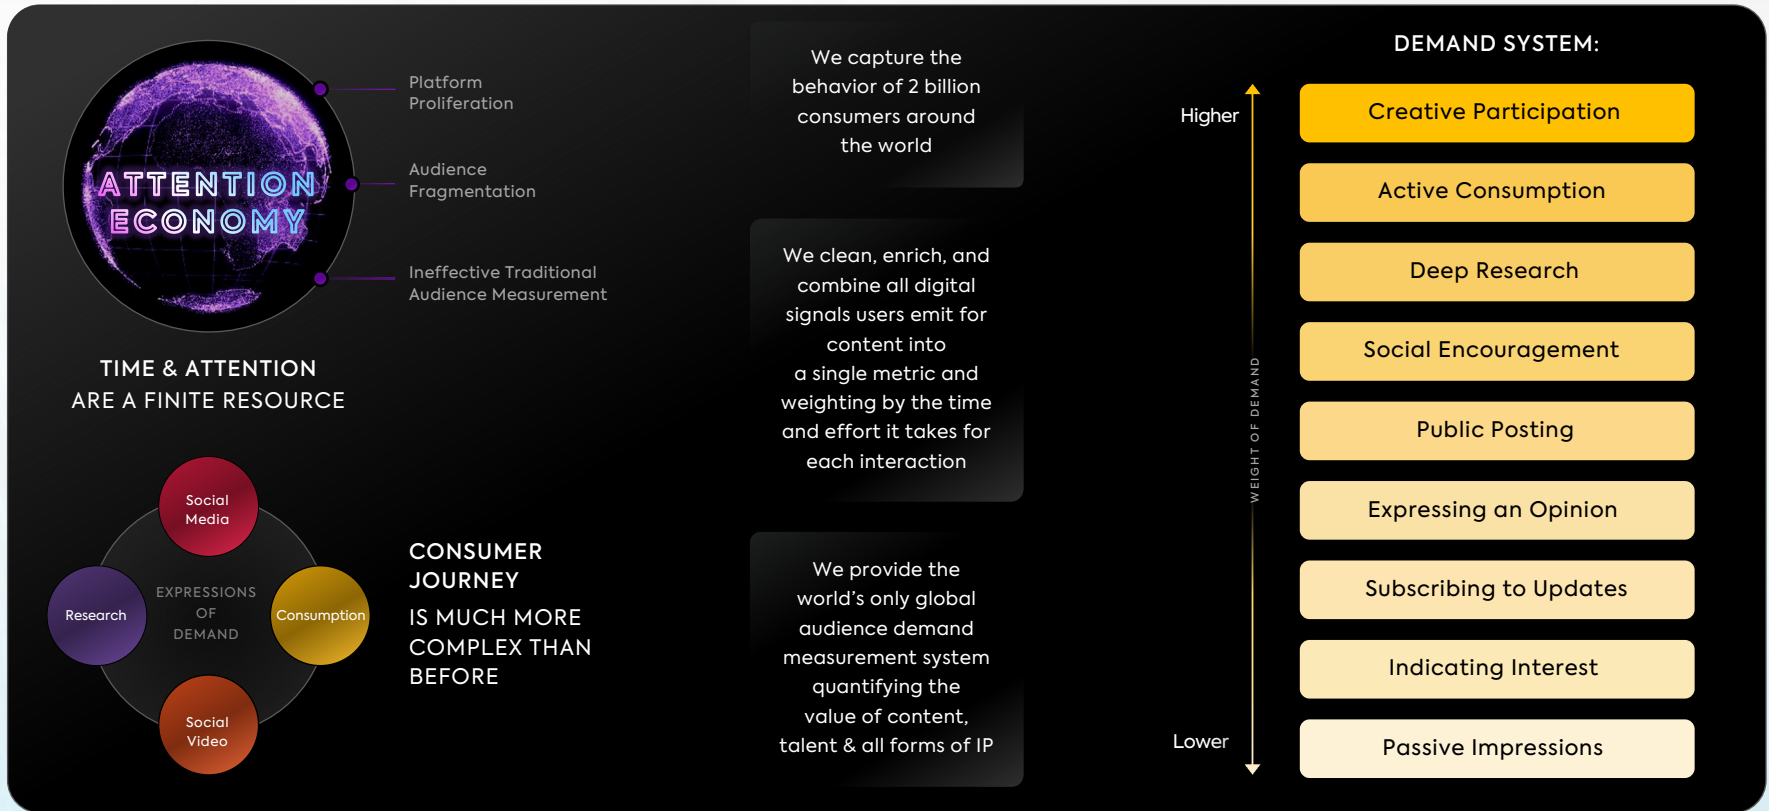 ATTENTION
ECONOMY
Platform
Proliferation
Audience
Fragmentation
Ineffective Traditional
Audience Measurement
TIME & ATTENTION
ARE A FINITE RESOURCE
Social
Media
Research
EXPRESSIONS
OF
DEMAND
Consumption
Social
Video
CONSUMER
JOURNEY
IS MUCH MORE
COMPLEX THAN
BEFORE
We capture the
behavior of 2 billion
consumers around
the world
We clean, enrich, and
combine all digital
signals users emit for
content into
a single metric and
weighting by the time
and effort it takes for
each interaction
We provide the
world’s only global
audience demand
measurement system
quantifying the
value of content,
talent & all forms of IP
DEMAND SYSTEM:
Higher
WEIGHT OF DEMAND
Lower
Creative Participation
Active Consumption
Deep Research
Social Encouragement
Public Posting
Expressing an Opinion
Subscribing to Updates
Indicating Interest
Passive Impressions